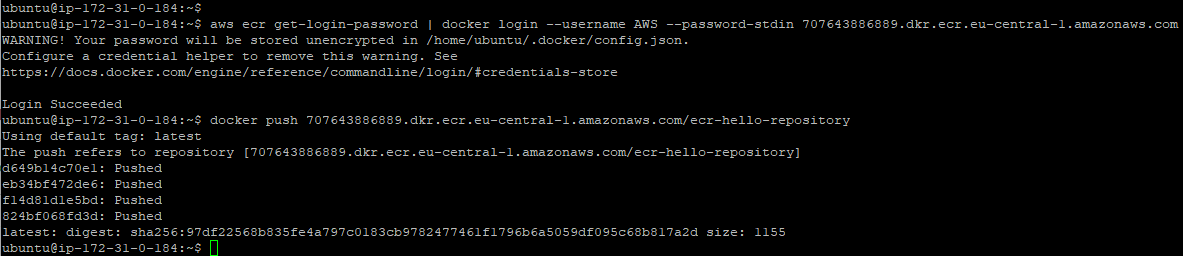 ubuntu@ip-172-31-0-184:~$
ubuntu@ip-172-31-0-184:~$ aws ecr get-login-password | docker login --username AWS --password-stdin 707643886889.dkr.ecr.eu-central-1.amazonaws.com
WARNING! Your password will be stored unencrypted in /home/ubuntu/.docker/config.json.
Configure a credential helper to remove this warning. See
https://docs.docker.com/engine/reference/commandline/login/#credentials-store
Login Succeeded
ubuntu@ip-172-31-0-184:~$ docker push 707643886889.dkr.ecr.eu-central-1.amazonaws.com/ecr-hello-repository
Using default tag: latest
The push refers to repository [707643886889.dkr.ecr.eu-central-1.amazonaws.com/ecr-hello-repository]
d649b14c70e1: Pushed
eb34bf472de6: Pushed
f14d81d1e5bd: Pushed
824bf068fd3d: Pushed
latest: digest: sha256:97df22568b835fe4a797c0183cb9782477461f1796b6a5059df095c68b817a2d size: 1155
ubuntu@ip-172-31-0-184:~$